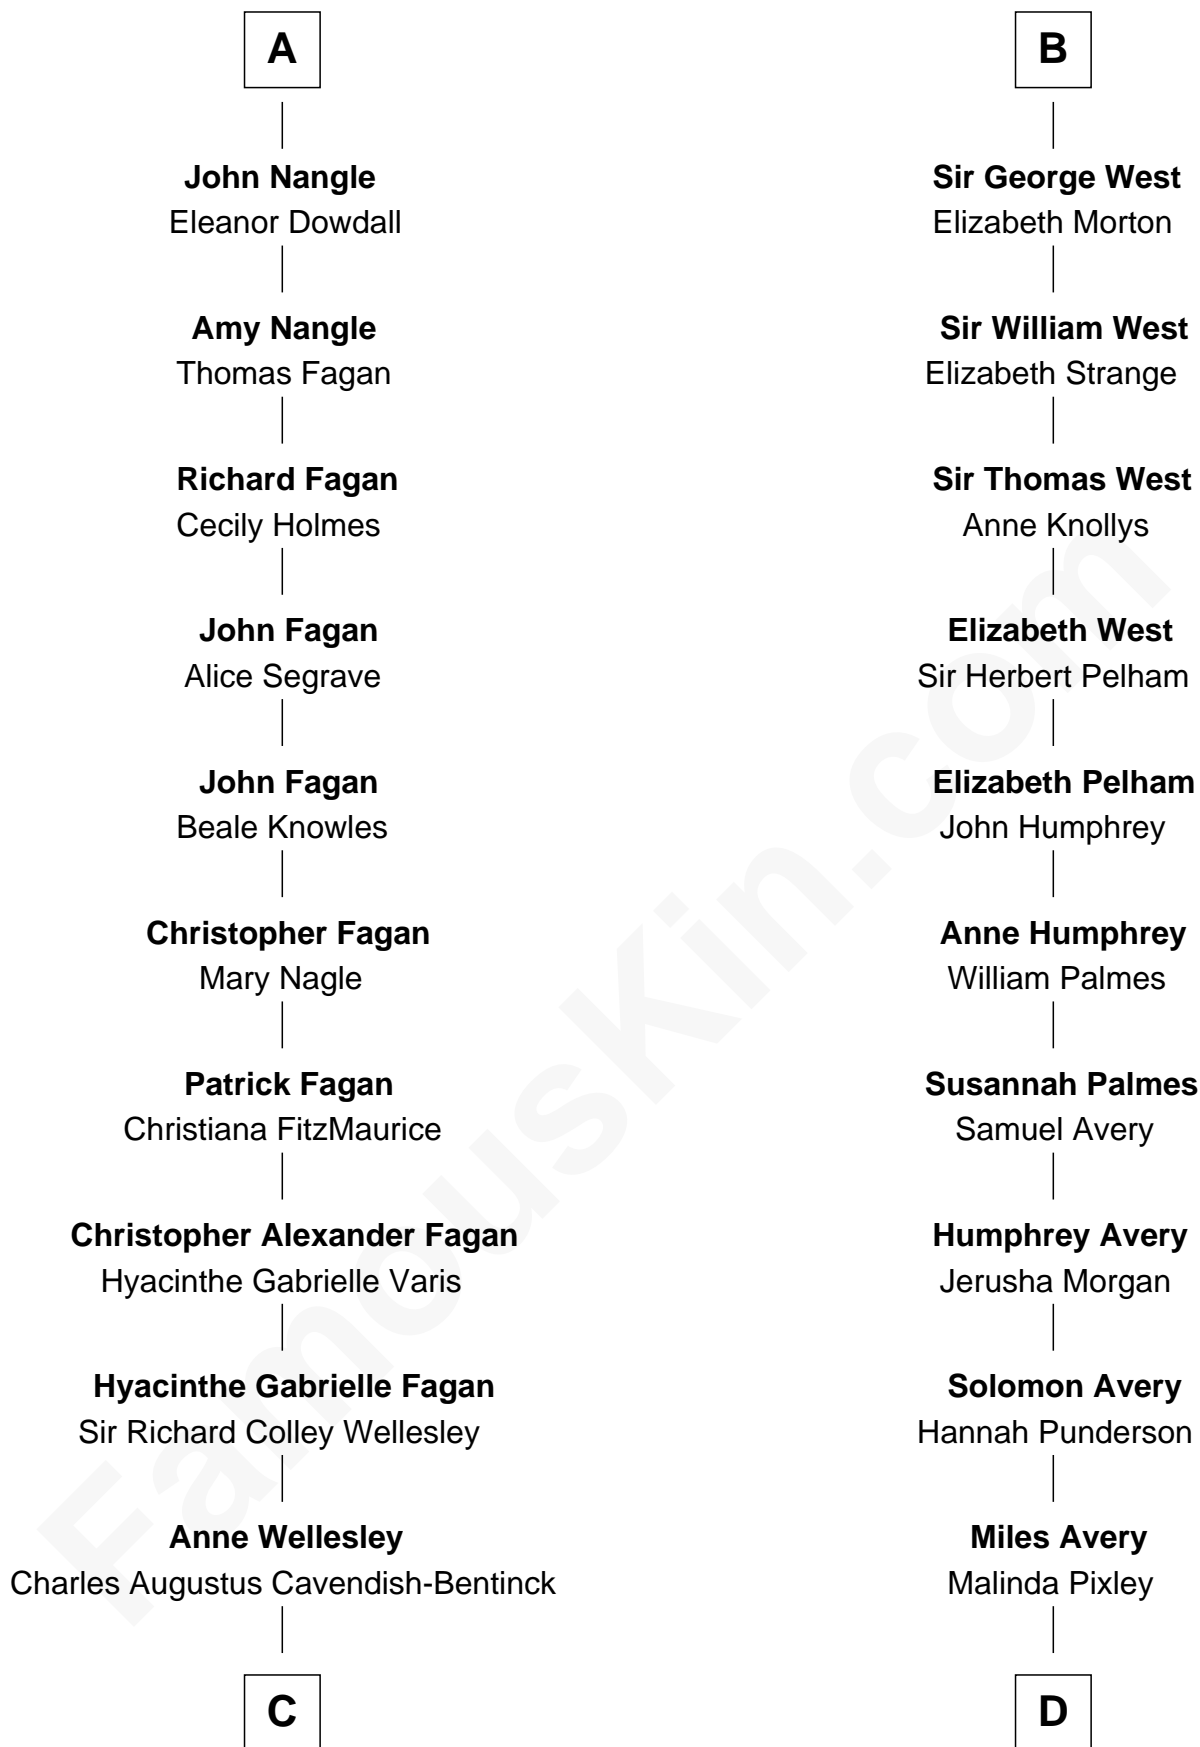 A
John Nangle
Eleanor Dowdall
Amy Nangle
Thomas Fagan
Richard Fagan
Cecily Holmes
John Fagan
Alice Segrave
John Fagan
Beale Knowles
Christopher Fagan
Mary Nagle
Patrick Fagan
Christiana FitzMaurice
Christopher Alexander Fagan
Hyacinthe Gabrielle Varis
Hyacinthe Gabrielle Fagan
Sir Richard Colley Wellesley
Anne Wellesley
Charles Augustus Cavendish-Bentinck
C
B
Sir George West
Elizabeth Morton
Sir William West
Elizabeth Strange
Sir Thomas West
Anne Knollys
Elizabeth West
Sir Herbert Pelham
Elizabeth Pelham
John Humphrey
Anne Humphrey
William Palmes
Susannah Palmes
Samuel Avery
Humphrey Avery
Jerusha Morgan
Solomon Avery
Hannah Punderson
Miles Avery
Malinda Pixley
D
FamousKin.com